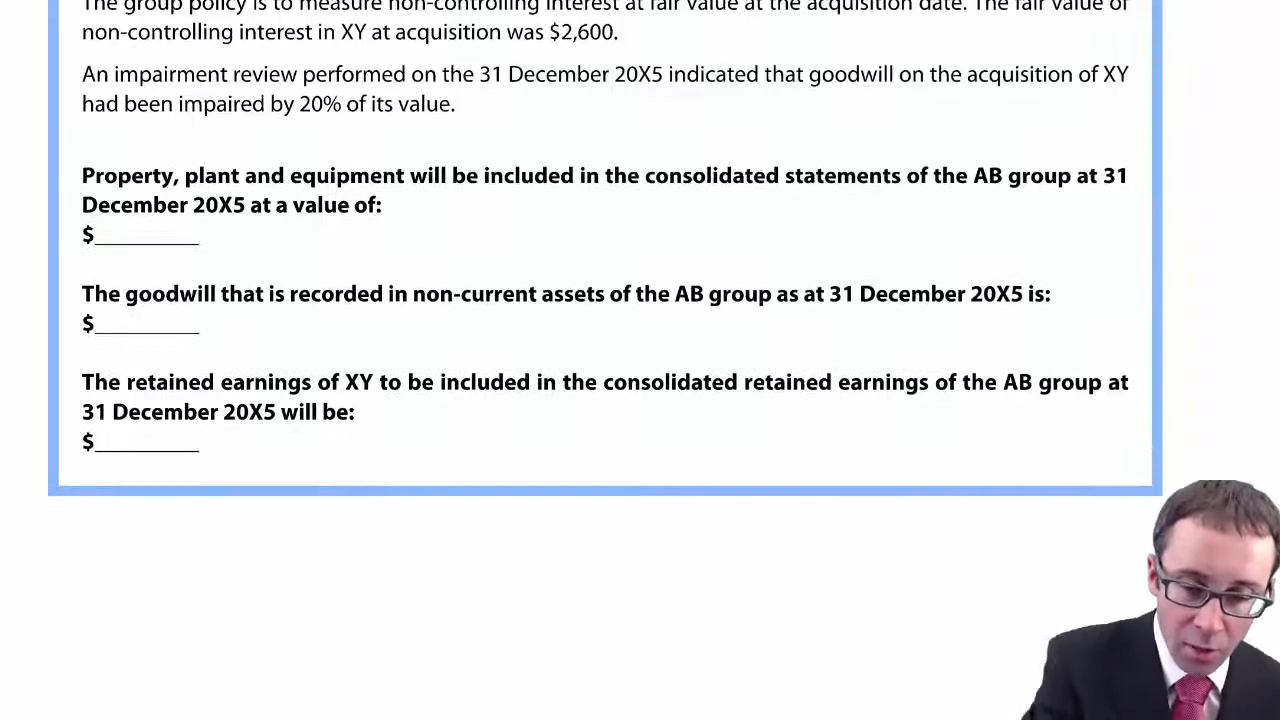 The group policy is to measure non-controlling interest at fair value at the acquisition date. The fair value of
non-controlling interest in XY at acquisition was $2,600.
An impairment review performed on the 31 December 20X5 indicated that goodwill on the acquisition of XY
had been impaired by 20% of its value.
Property, plant and equipment will be included in the consolidated statements of the AB group at 31
December 20X5 at a value of:
$_________
The goodwill that is recorded in non-current assets of the AB group as at 31 December 20X5 is:
$_________
The retained earnings of XY to be included in the consolidated retained earnings of the AB group at
31 December 20X5 will be:
$_________